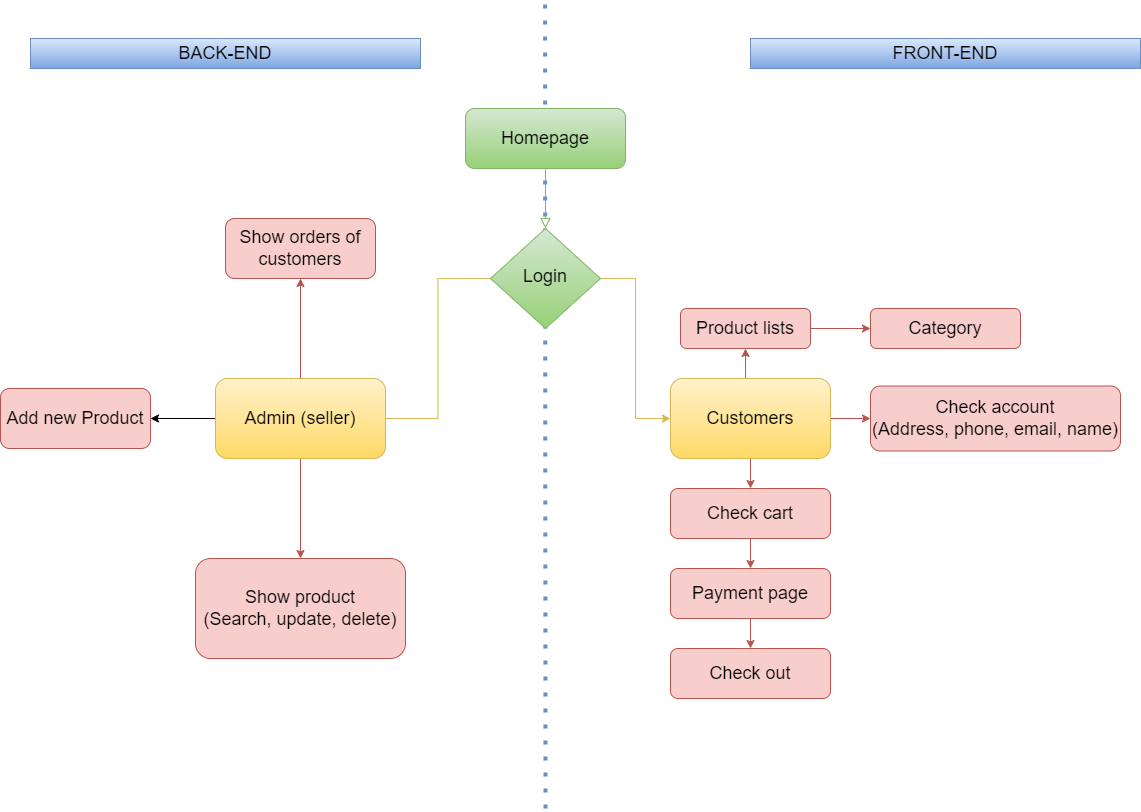 BACK-END
FRONT-END
Homepage
Login
Show orders of
customers
Add new Product
Admin (seller)
Show product
(Search, update, delete)
Product lists
Category
Customers
Check account
(Address, phone, email, name)
Check cart
Payment page
Check out